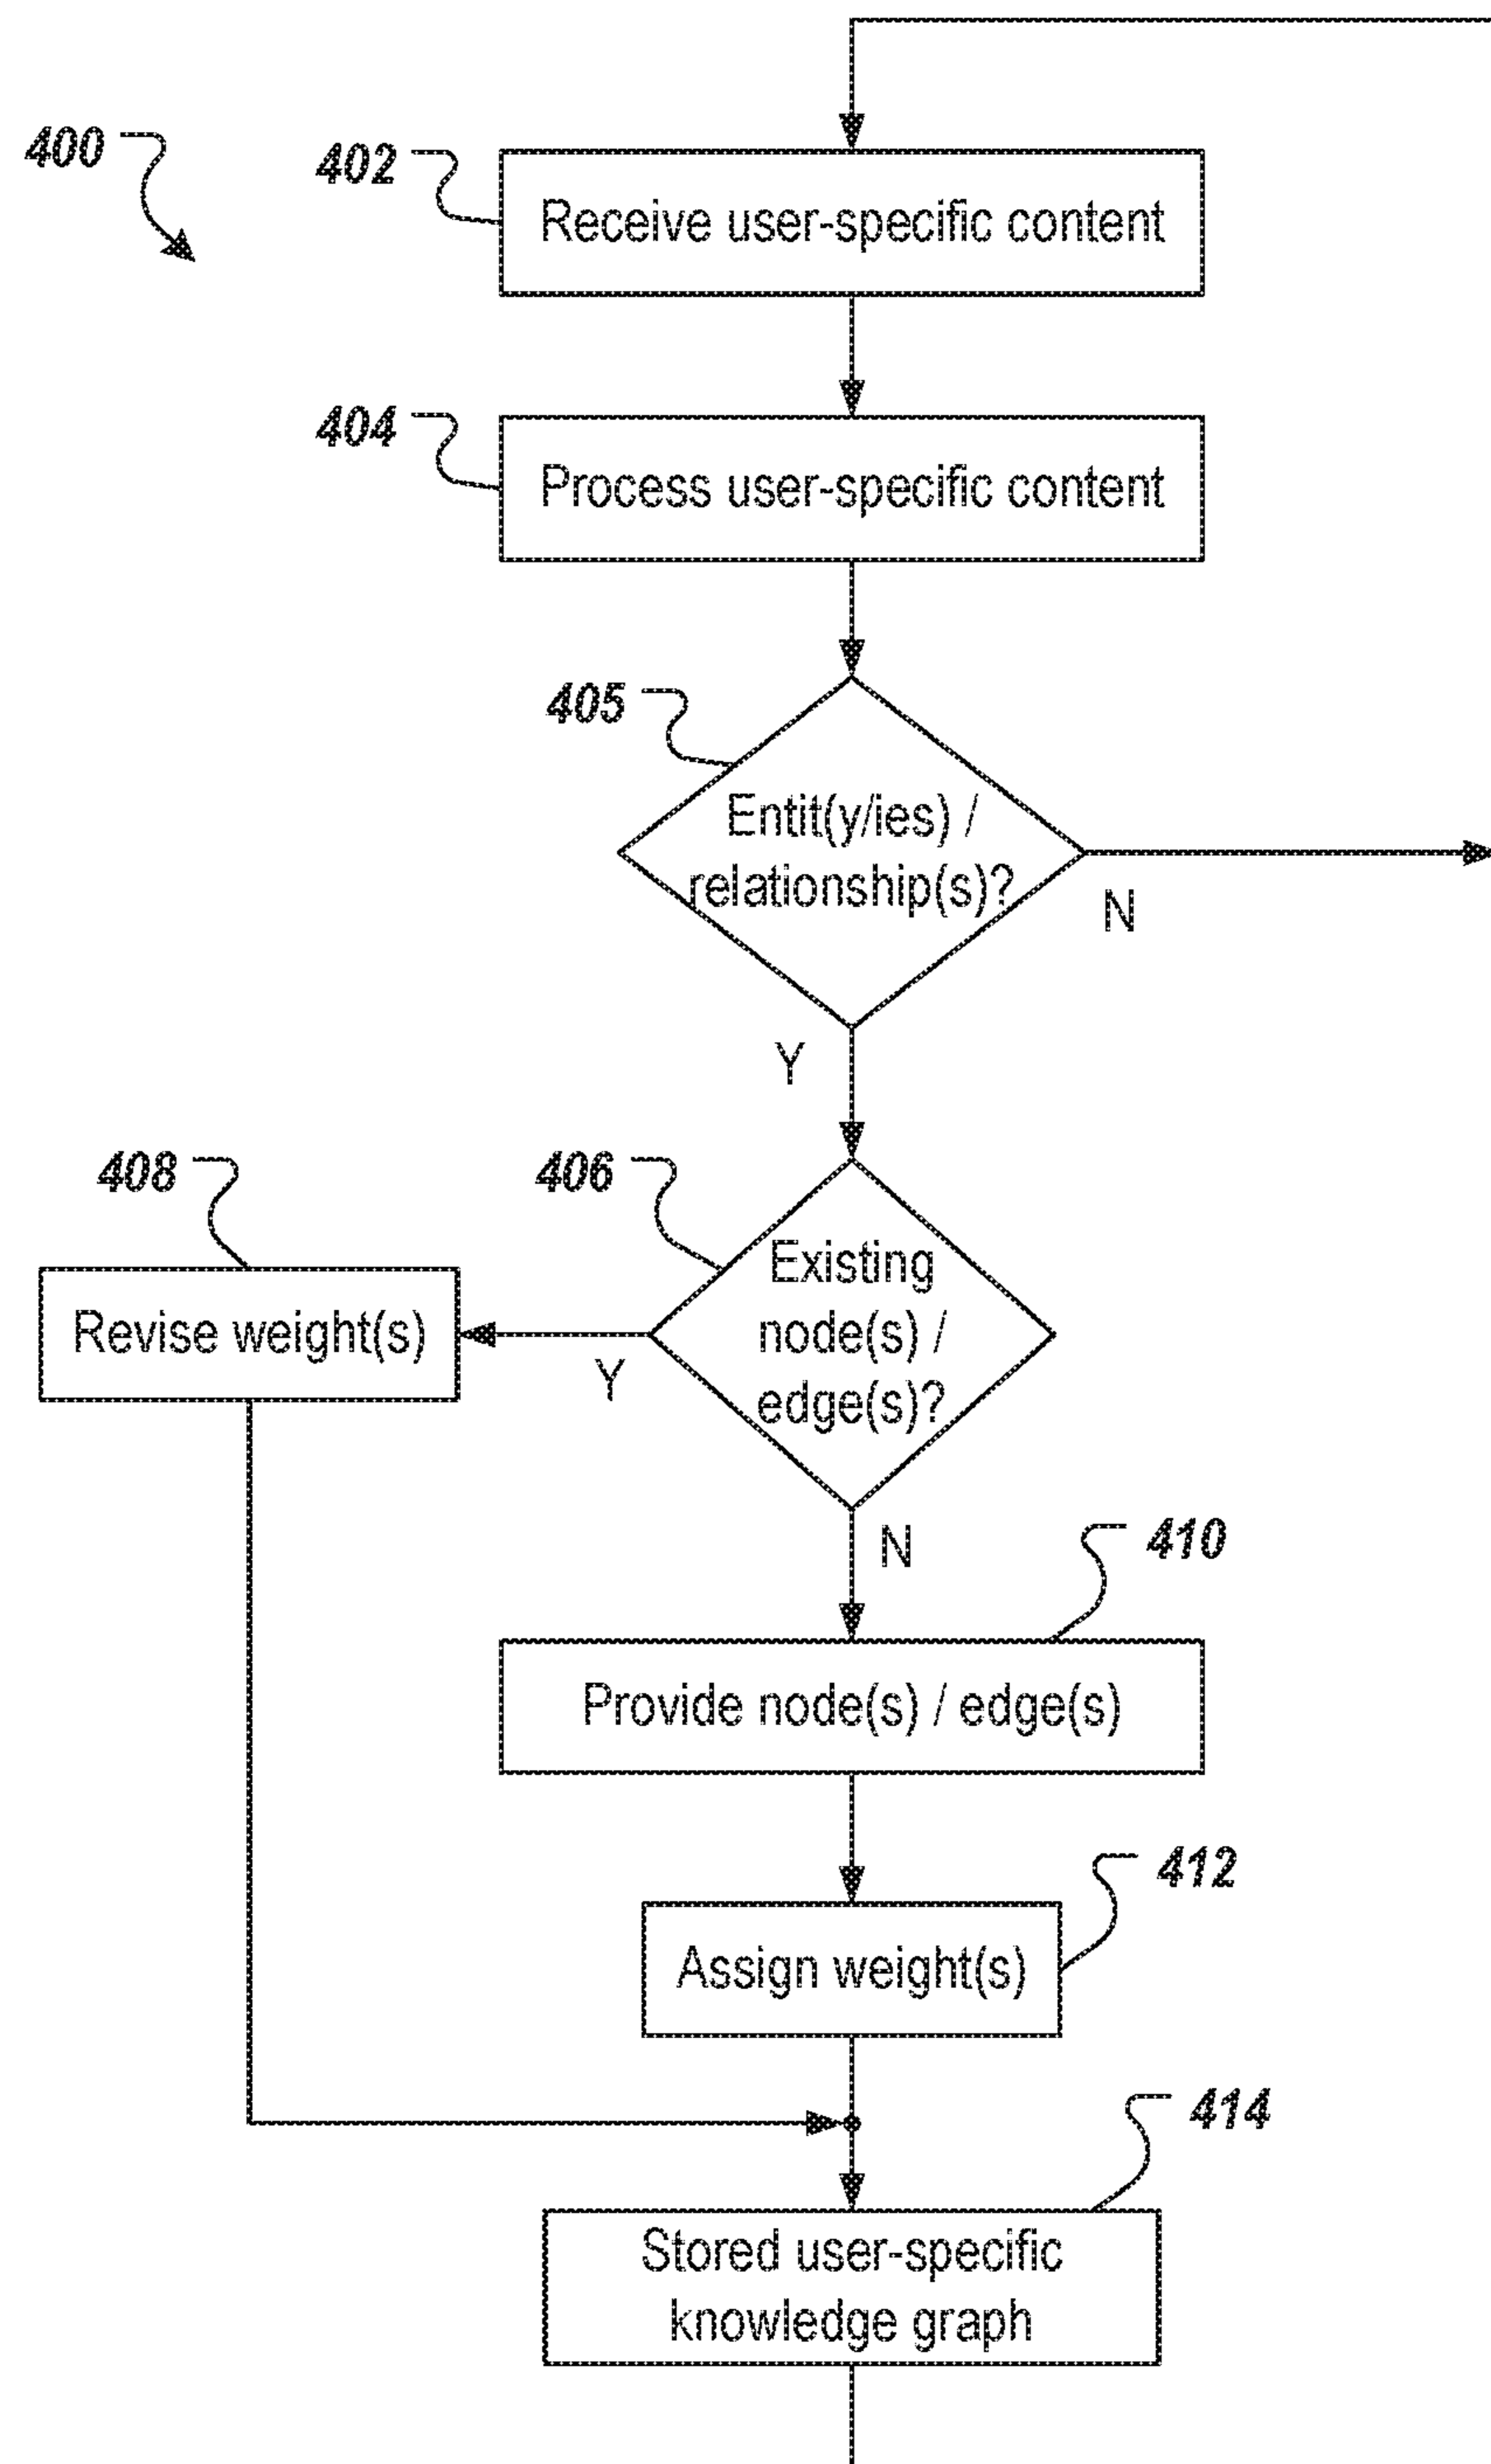 400
402
Receive user-specific content
404
Process user-specific content
405
Entit(y/ies) /
relationship(s)?
N
Y
408
406
Existing
node(s) /
edge(s)?
Revise weight(s)
Y
N
410
Provide node(s) / edge(s)
412
Assign weight(s)
414
Stored user-specific
knowledge graph